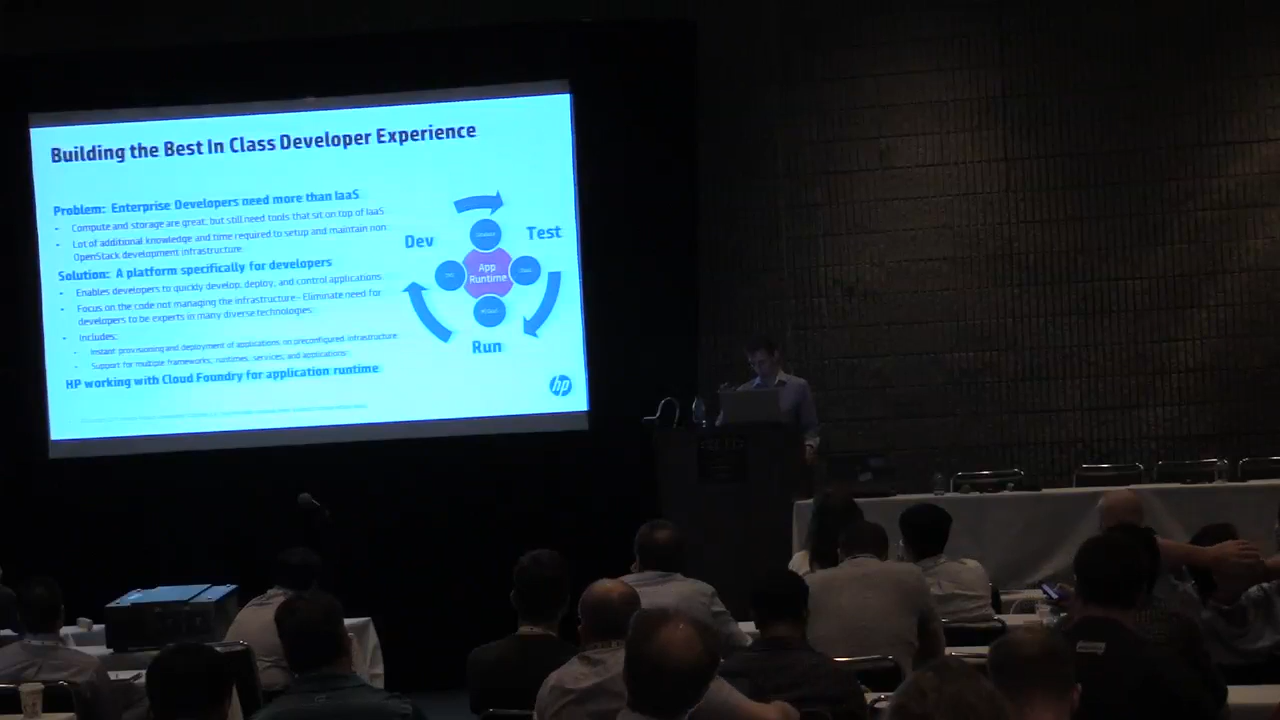 Building the Best In Class Developer Experience
Problem: Enterprise Developers need more than IaaS
• Compute and storage are great, but still need tools that sit on top of IaaS
• Lot of additional knowledge and time required to setup and maintain non
OpenStack development infrastructure
Solution: A platform specifically for developers
• Enables developers to quickly develop, deploy, and control applications
• Focus on the code not managing the infrastructure - Eliminate need for
developers to be experts in many diverse technologies
• Includes:
• Instant provisioning and deployment of applications on preconfigured infrastructure
• Support for multiple frameworks, runtimes, services, and applications
HP working with Cloud Foundry for application runtime
Dev
Test
App
Runtime
Run
hp